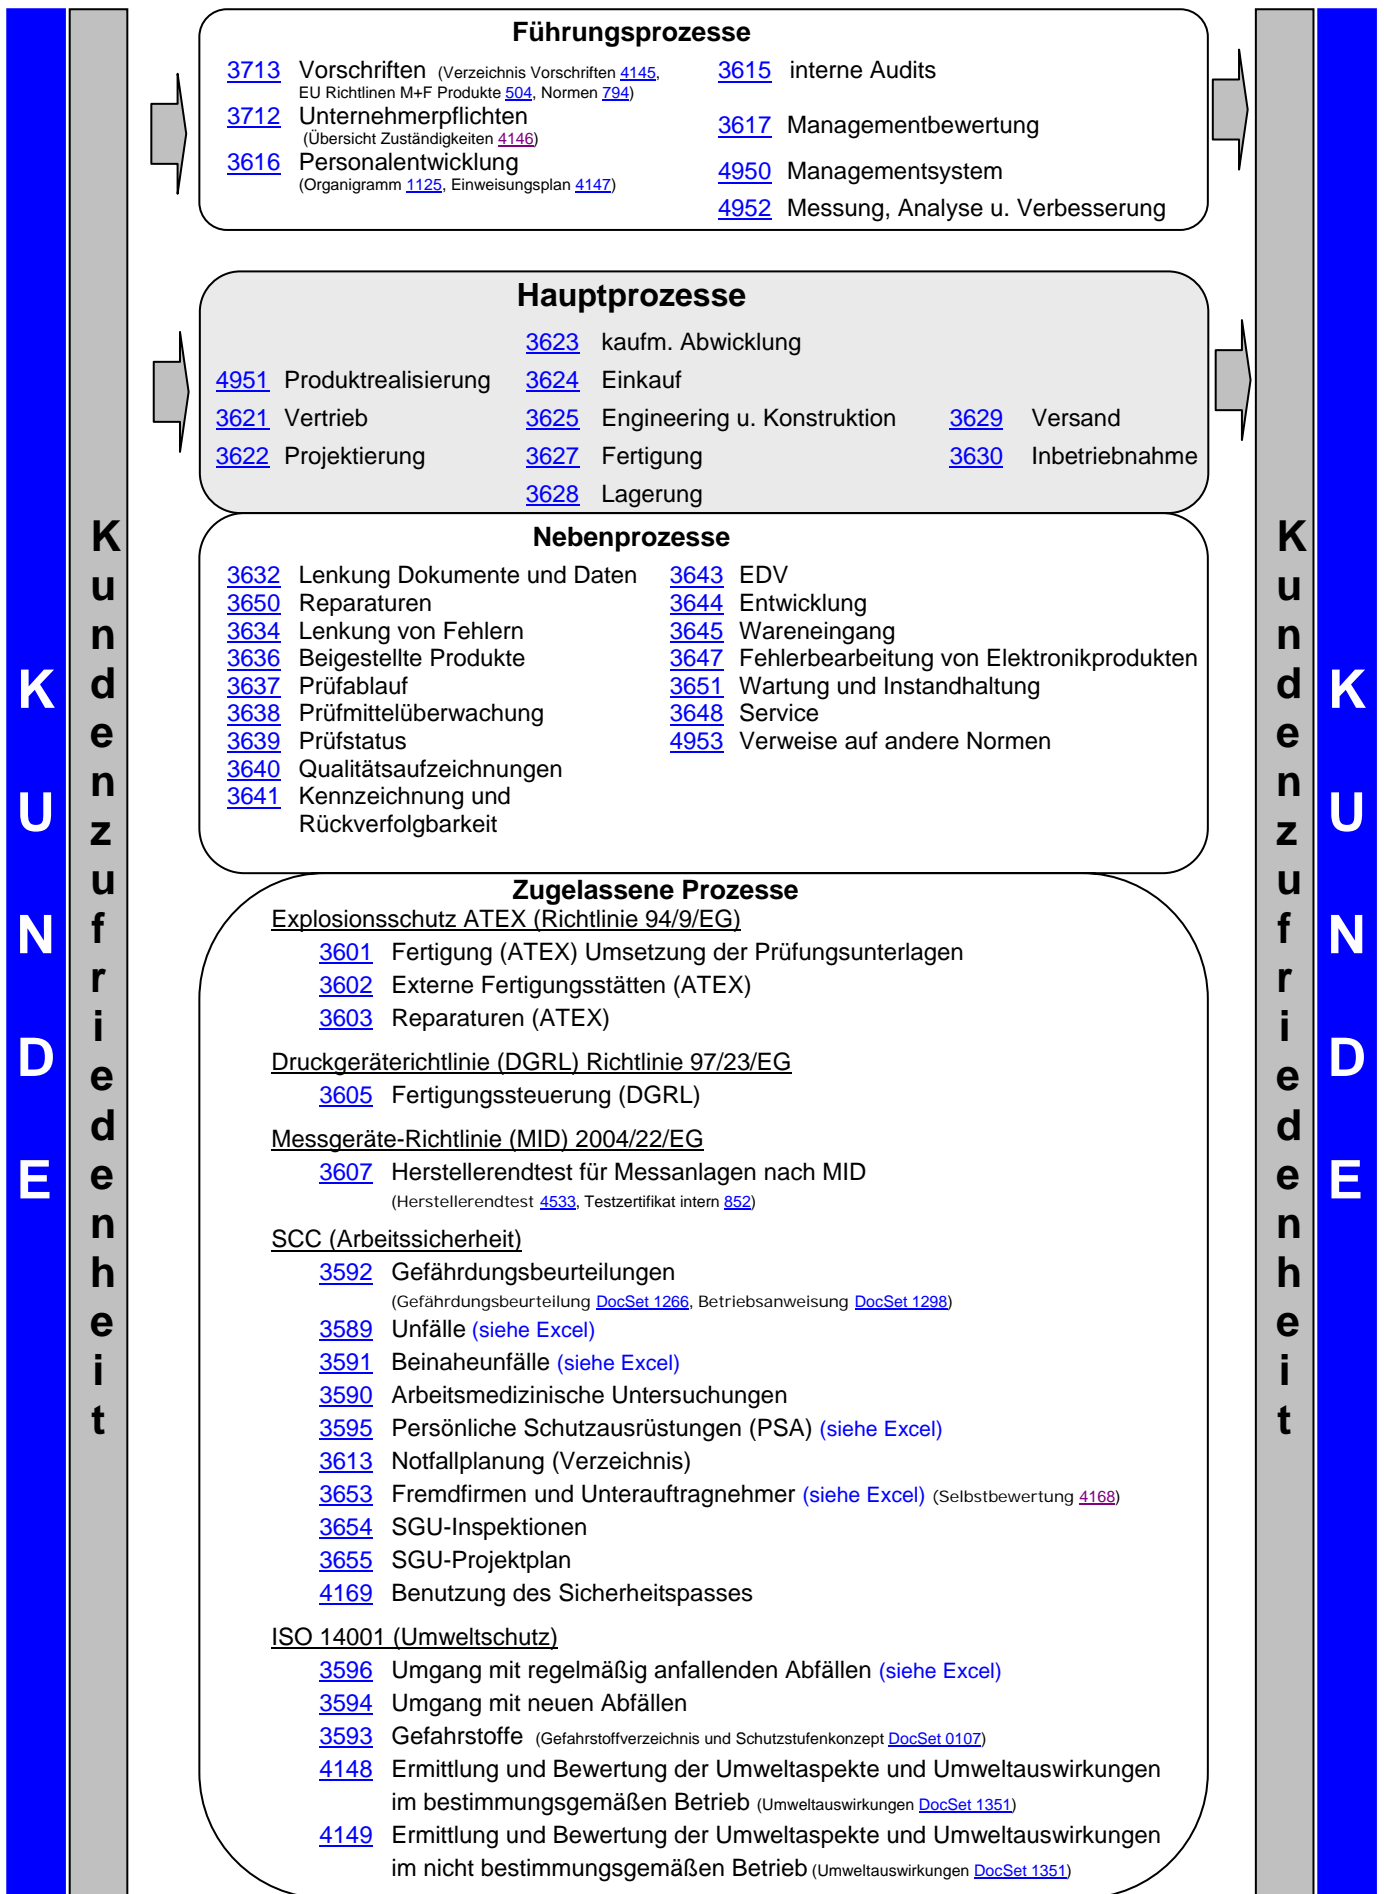 Führungsprozesse
3713 Vorschriften (Verzeichnis Vorschriften 4145,
EU Richtlinen M+F Produkte 504, Normen 794)
3712 Unternehmerpflichten
(Übersicht Zuständigkeiten 4146)
3616 Personalentwicklung
(Organigramm 1125, Einweisungsplan 4147)
3615 interne Audits
3617 Managementbewertung
4950 Managementsystem
4952 Messung, Analyse u. Verbesserung
Hauptprozesse
4951 Produktrealisierung
3621 Vertrieb
3622 Projektierung
3623 kaufm. Abwicklung
3624 Einkauf
3625 Engineering u. Konstruktion
3627 Fertigung
3628 Lagerung
3629 Versand
3630 Inbetriebnahme
Nebenprozesse
3632 Lenkung Dokumente und Daten
3650 Reparaturen
3634 Lenkung von Fehlern
3636 Beigestellte Produkte
3637 Prüfablauf
3638 Prüfmittelüberwachung
3639 Prüfstatus
3640 Qualitätsaufzeichnungen
3641 Kennzeichnung und
Rückverfolgbarkeit
3643 EDV
3644 Entwicklung
3645 Wareneingang
3647 Fehlerbearbeitung von Elektronikprodukten
3651 Wartung und Instandhaltung
3648 Service
4953 Verweise auf andere Normen
Zugelassene Prozesse
Explosionsschutz ATEX (Richtlinie 94/9/EG)
3601 Fertigung (ATEX) Umsetzung der Prüfungsunterlagen
3602 Externe Fertigungsstätten (ATEX)
3603 Reparaturen (ATEX)
Druckgeräterichtlinie (DGRL) Richtlinie 97/23/EG
3605 Fertigungssteuerung (DGRL)
Messgeräte-Richtlinie (MID) 2004/22/EG
3607 Herstellerendtest für Messanlagen nach MID
(Herstellerendtest 4533, Testzertifikat intern 852)
SCC (Arbeitssicherheit)
3592 Gefährdungsbeurteilungen
(Gefährdungsbeurteilung DocSet 1266, Betriebsanweisung DocSet 1298)
3589 Unfälle (siehe Excel)
3591 Beinaheunfälle (siehe Excel)
3590 Arbeitsmedizinische Untersuchungen
3595 Persönliche Schutzausrüstungen (PSA) (siehe Excel)
3613 Notfallplanung (Verzeichnis)
3653 Fremdfirmen und Unterauftragnehmer (siehe Excel) (Selbstbewertung 4168)
3654 SGU-Inspektionen
3655 SGU-Projektplan
4169 Benutzung des Sicherheitspasses
ISO 14001 (Umweltschutz)
3596 Umgang mit regelmäßig anfallenden Abfällen (siehe Excel)
3594 Umgang mit neuen Abfällen
3593 Gefahrstoffe (Gefahrstoffverzeichnis und Schutzstufenkonzept DocSet 0107)
4148 Ermittlung und Bewertung der Umweltaspekte und Umweltauswirkungen
im bestimmungsgemäßen Betrieb (Umweltauswirkungen DocSet 1351)
4149 Ermittlung und Bewertung der Umweltaspekte und Umweltauswirkungen
im nicht bestimmungsgemäßen Betrieb (Umweltauswirkungen DocSet 1351)
KUNDE
Kundenzufriedenheit
Kundenzufriedenheit
KUNDE